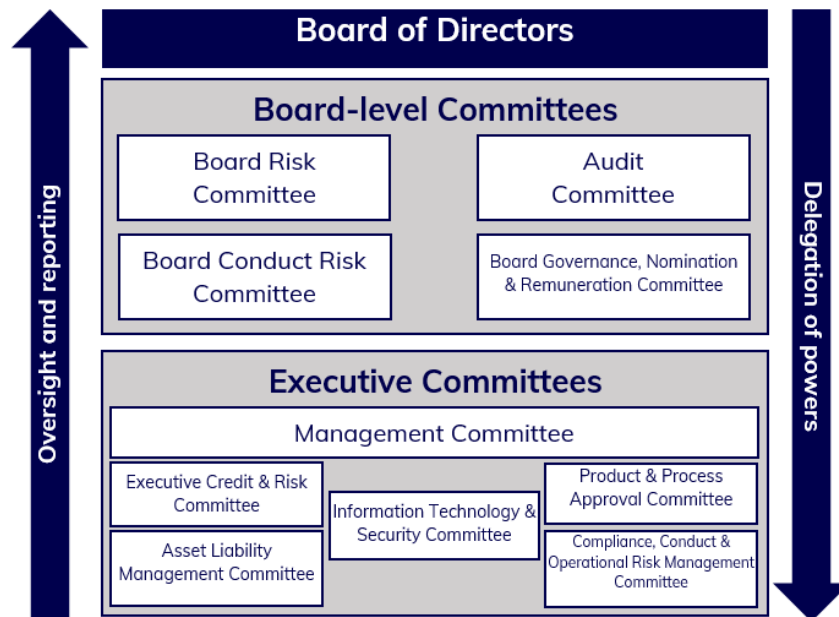 Board of Directors
Oversight and reporting
Delegation of powers
Board-level Committees
Board Risk
Committee
Audit
Committee
Board Conduct Risk
Committee
Board Governance, Nomination
& Remuneration Committee
Executive Committees
Management Committee
Executive Credit & Risk
Committee
Information Technology &
Security Committee
Product & Process
Approval Committee
Asset Liability
Management Committee
Compliance, Conduct &
Operational Risk Management
Committee